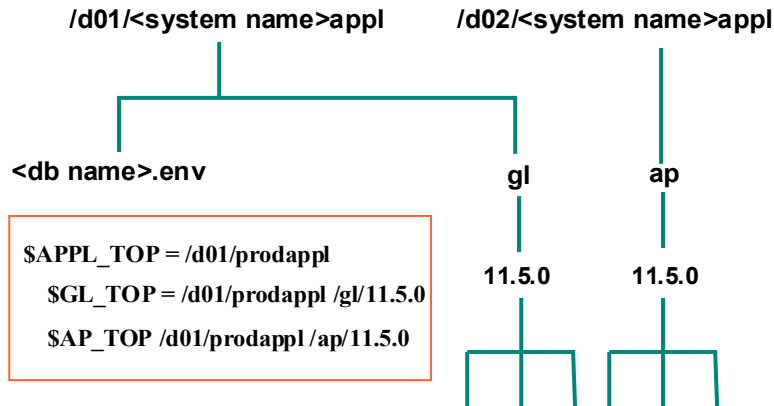 /d01/<system name>appl
/d02/<system name>appl
<db name>.env
gl
ap
$APPL_TOP = /d01/prodappl
$GL_TOP = /d01/prodappl /gl/11.5.0
$AP_TOP /d01/prodappl /ap/11.5.0
11.5.0
11.5.0